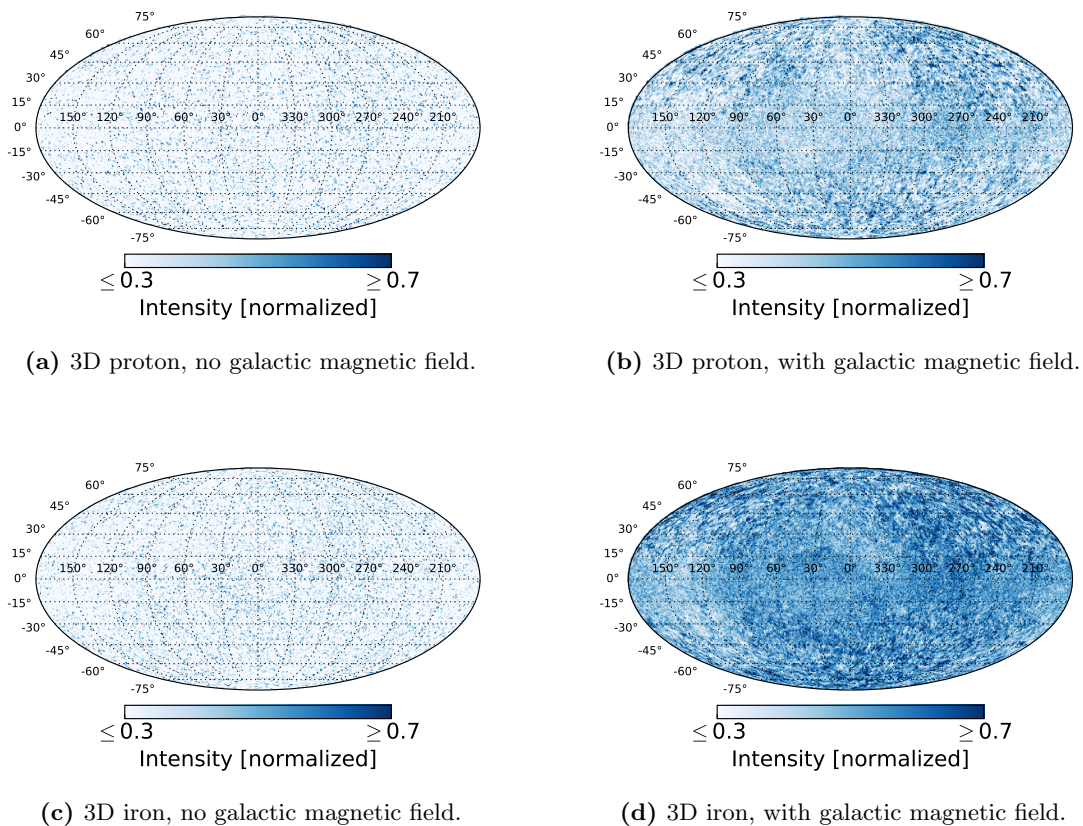 75°
60°
45°
30°
15°
150° 120° 90° 60° 30° 0° 330° 300° 270° 240° 210°
0°
-15°
-30°
-45°
-60°
-75°
≤ 0.3 ≥ 0.7
Intensity [normalized]
(a) 3D proton, no galactic magnetic field.
75°
60°
45°
30°
15°
150° 120° 90° 60° 30° 0° 330° 300° 270° 240° 210°
0°
-15°
-30°
-45°
-60°
-75°
≤ 0.3 ≥ 0.7
Intensity [normalized]
(b) 3D proton, with galactic magnetic field.
75°
60°
45°
30°
15°
150° 120° 90° 60° 30° 0° 330° 300° 270° 240° 210°
0°
-15°
-30°
-45°
-60°
-75°
≤ 0.3 ≥ 0.7
Intensity [normalized]
(c) 3D iron, no galactic magnetic field.
75°
60°
45°
30°
15°
150° 120° 90° 60° 30° 0° 330° 300° 270° 240° 210°
0°
-15°
-30°
-45°
-60°
-75°
≤ 0.3 ≥ 0.7
Intensity [normalized]
(d) 3D iron, with galactic magnetic field.